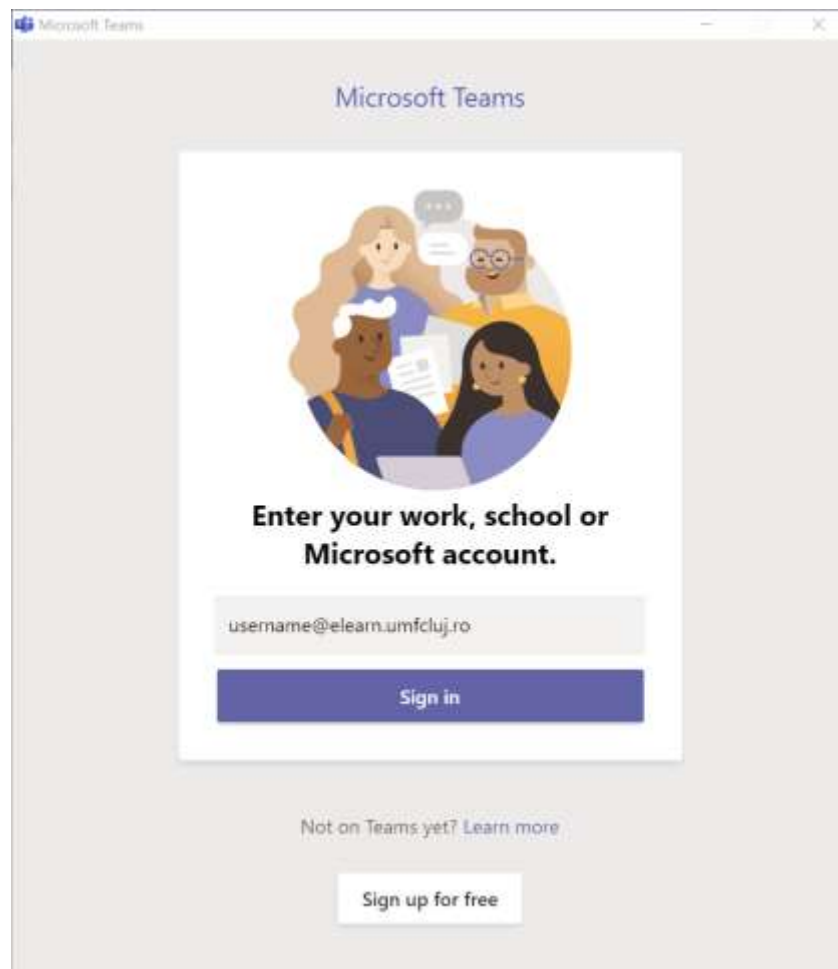 Microsoft Teams
Microsoft Teams
Enter your work, school or
Microsoft account.
username@elearn.umfcluj.ro
Sign in
Not on Teams yet? Learn more
Sign up for free